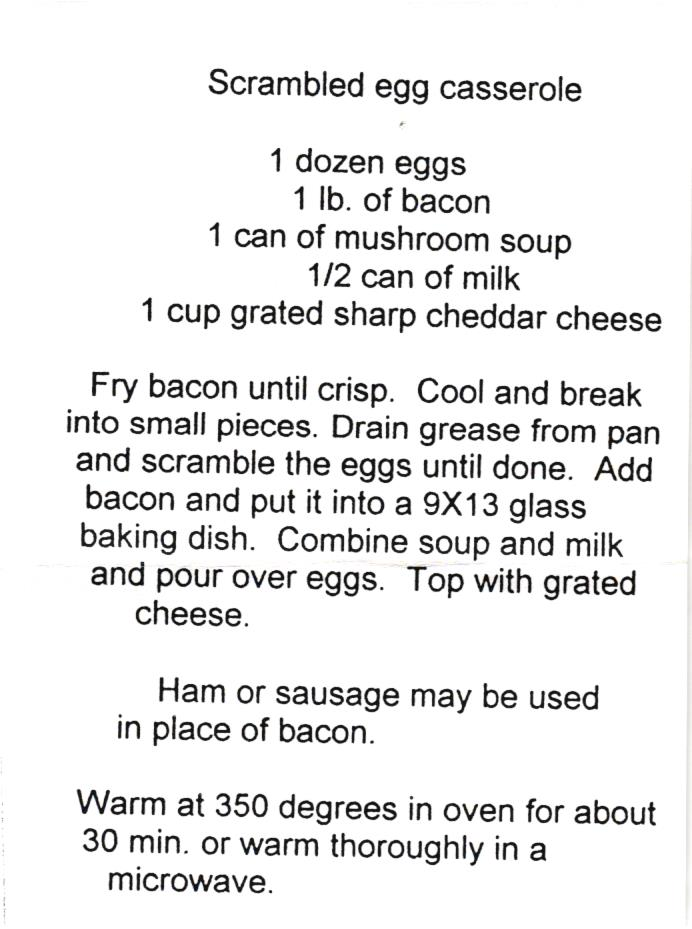 Scrambled egg casserole
1 dozen eggs
1 lb. of bacon
1 can of mushroom soup
1/2 can of milk
1 cup grated sharp cheddar cheese
Fry bacon until crisp.  Cool and break
into small pieces. Drain grease from pan
and scramble the eggs until done.  Add
bacon and put it into a 9X13 glass
baking dish.  Combine soup and milk
and pour over eggs.  Top with grated
cheese.
Ham or sausage may be used
in place of bacon.
Warm at 350 degrees in oven for about
30 min. or warm thoroughly in a
microwave.